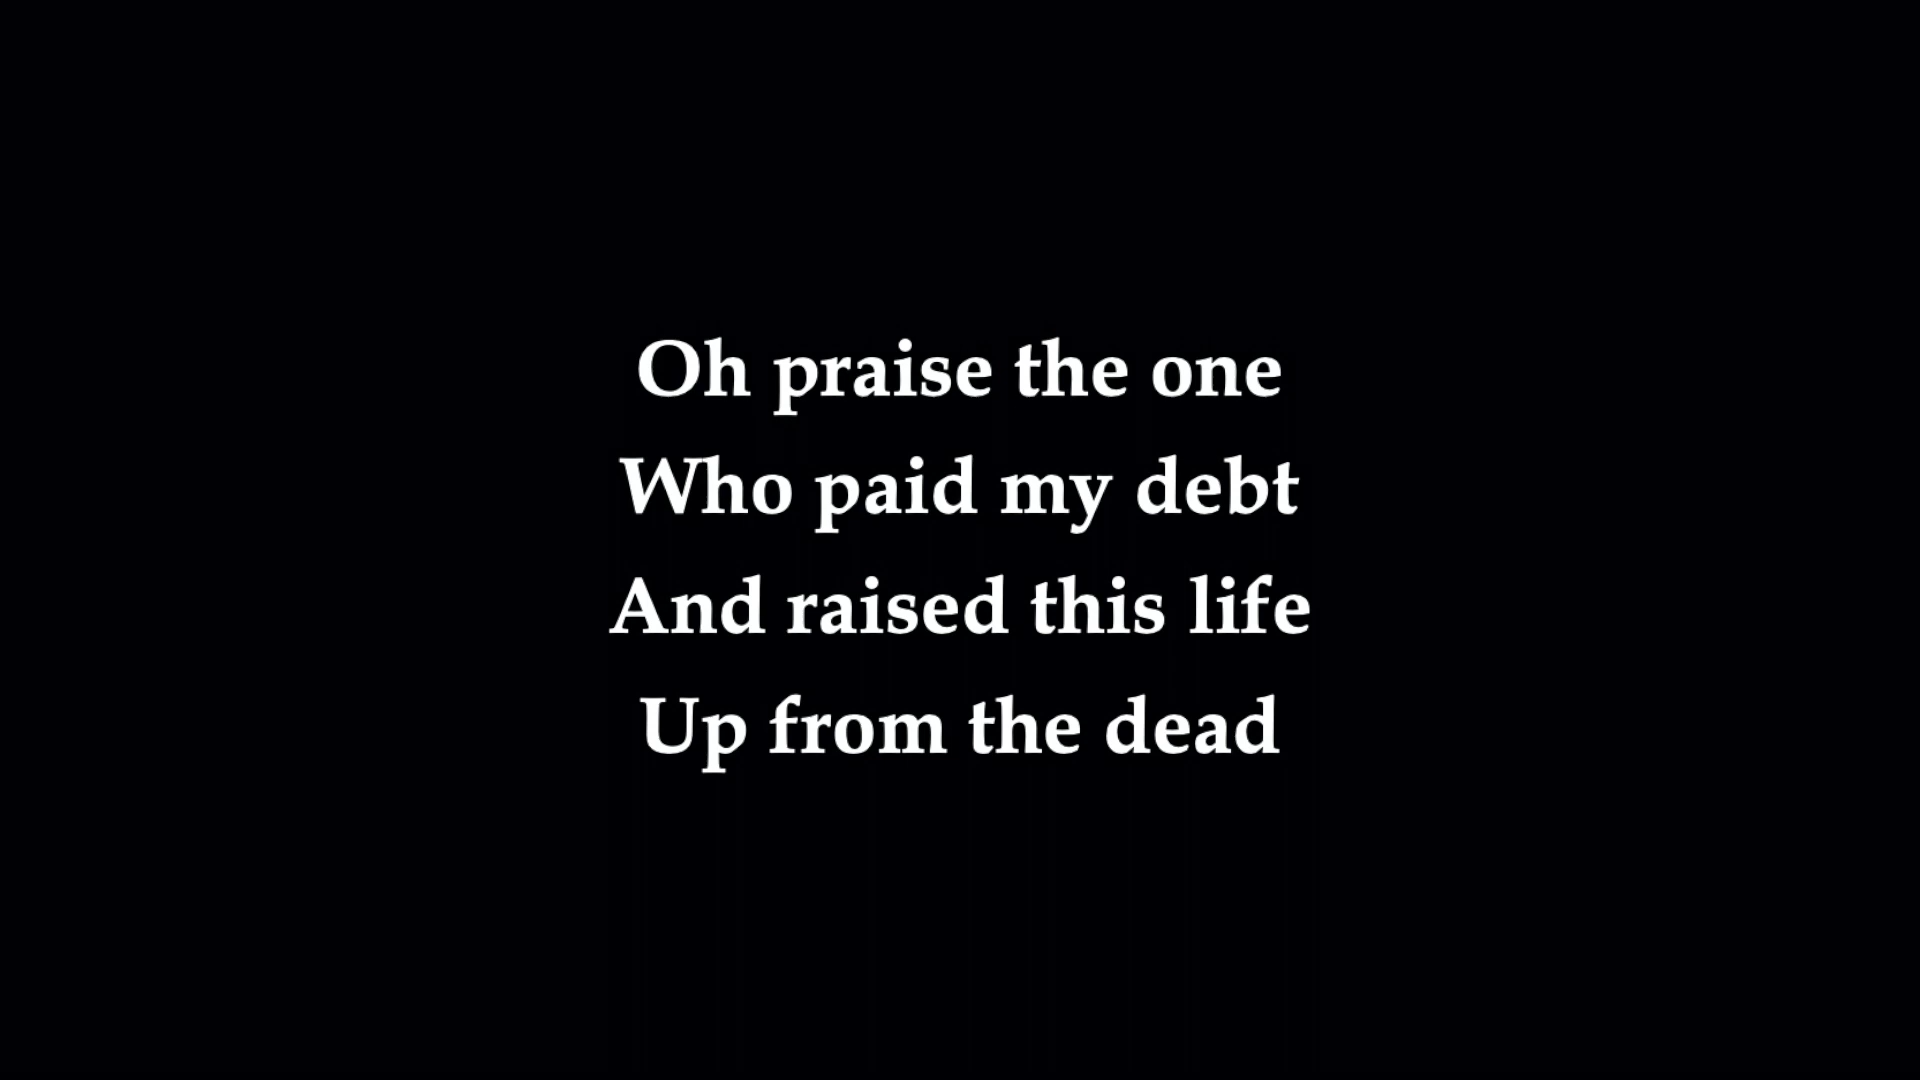 Oh praise the one
Who paid my debt
And raised this life
Up from the dead